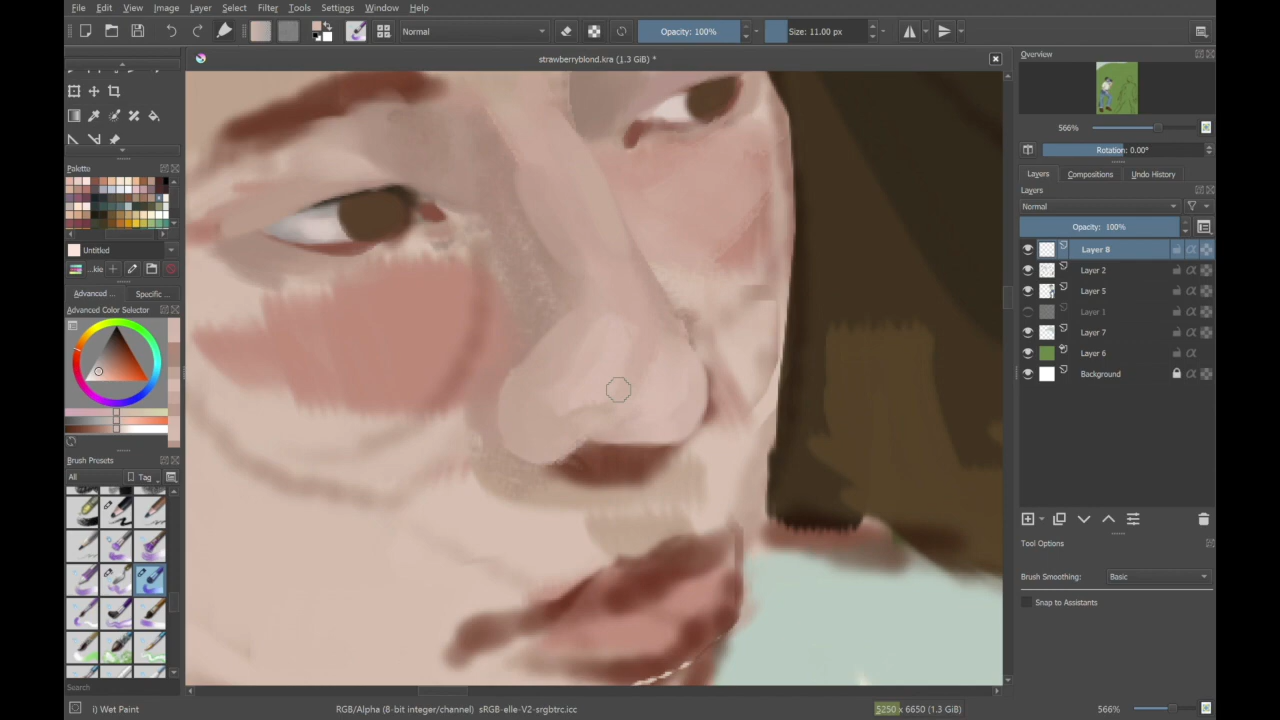 File Edit View Image Layer Select Filter Tools Settings Window Help
Normal Opacity: 100% Size: 11.00 px
strawberryblond.kra (1.3 GiB) *
Overview
566%
Rotation: 0.00°
Layers Compositions Undo History
Layers
Normal
Opacity: 100%
Layer 8
Layer 2
Layer 5
Layer 1
Layer 7
Layer 6
Background
Tool Options
Brush Smoothing: Basic
Snap to Assistants
Palette
Untitled
...kie
Advanced ... Specific ...
Advanced Color Selector
Brush Presets
All Tag
Search
i) Wet Paint RGB/Alpha (8-bit integer/channel) sRGB-elle-V2-srgbtrc.icc 5250 x 6650 (1.3 GiB) 566%